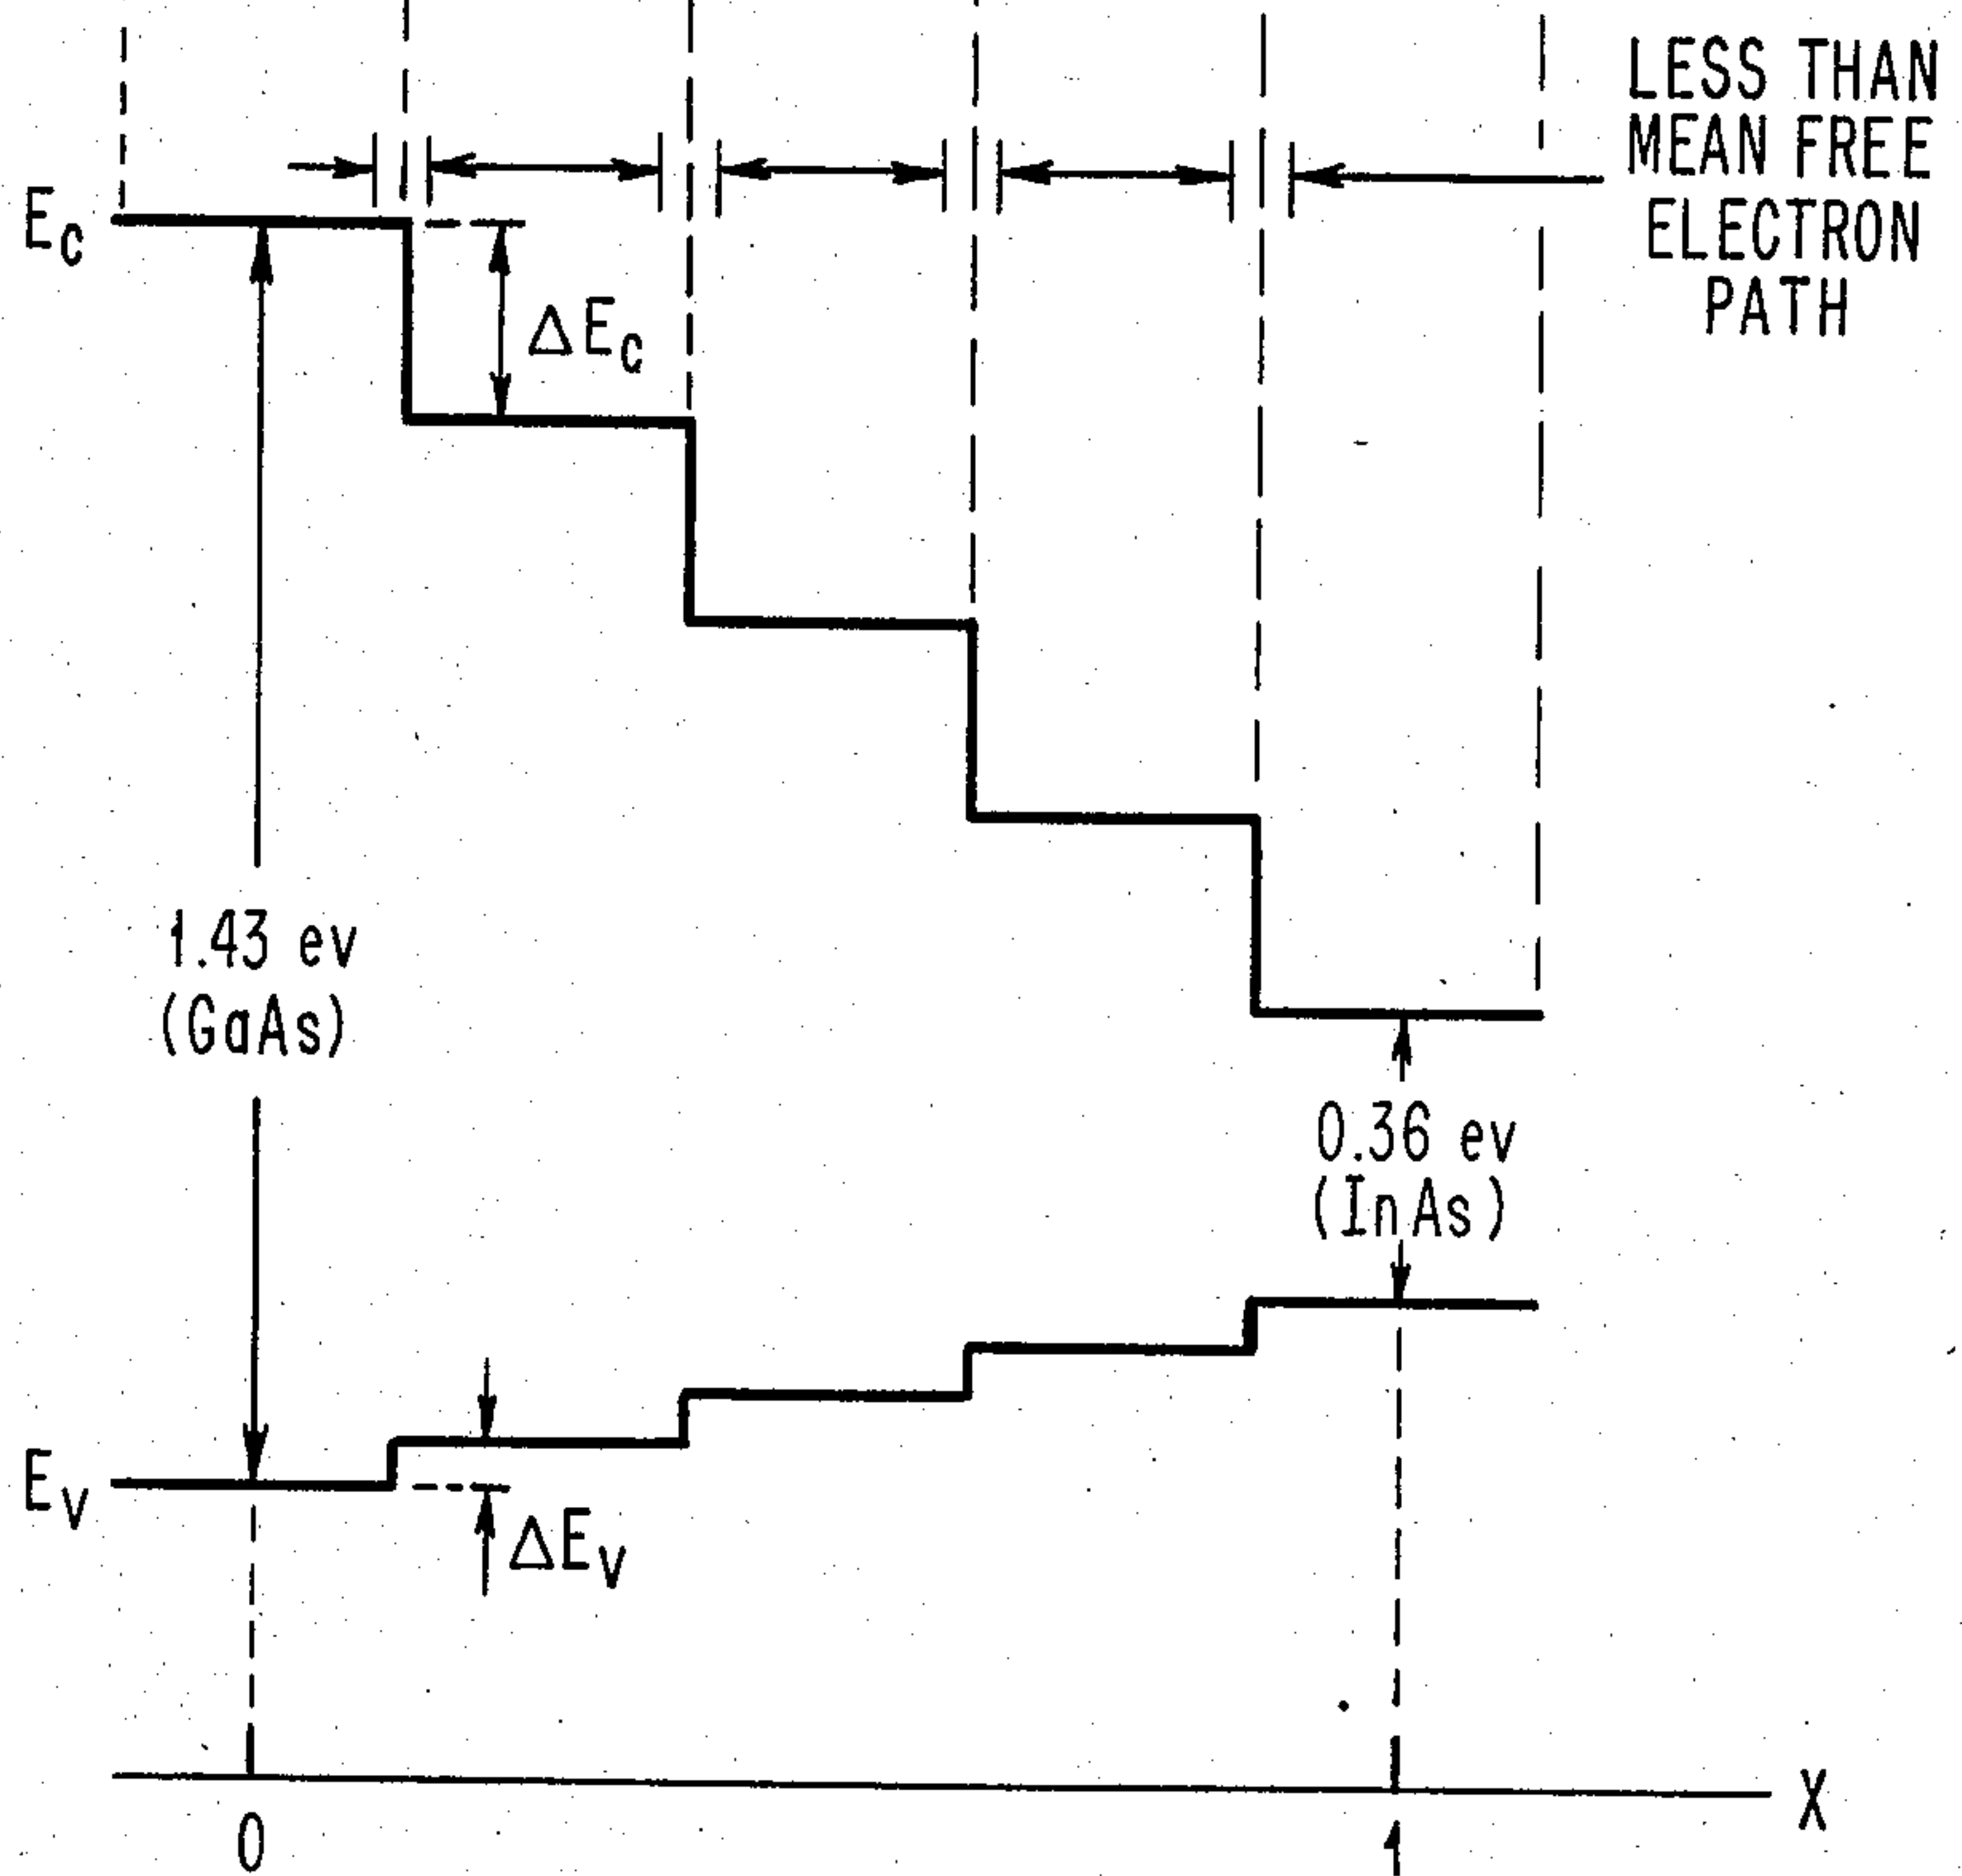 LESS THAN
MEAN FREE
ELECTRON
PATH
Ec
ΔEc
1.43 ev
(GaAs)
0.36 ev
(InAs)
Ev
ΔEv
X
0
1